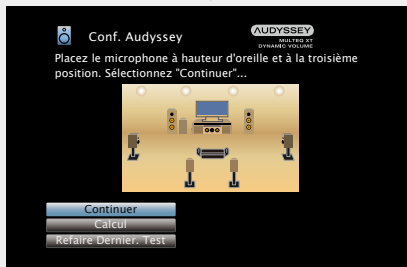 Conf. Audyssey
AUDYSSEY
MULTEQ XT
DYNAMIC VOLUME
Placez le microphone à hauteur d'oreille et à la troisième
position. Sélectionnez "Continuer"...
Continuer
Calcul
Refaire Dernier. Test